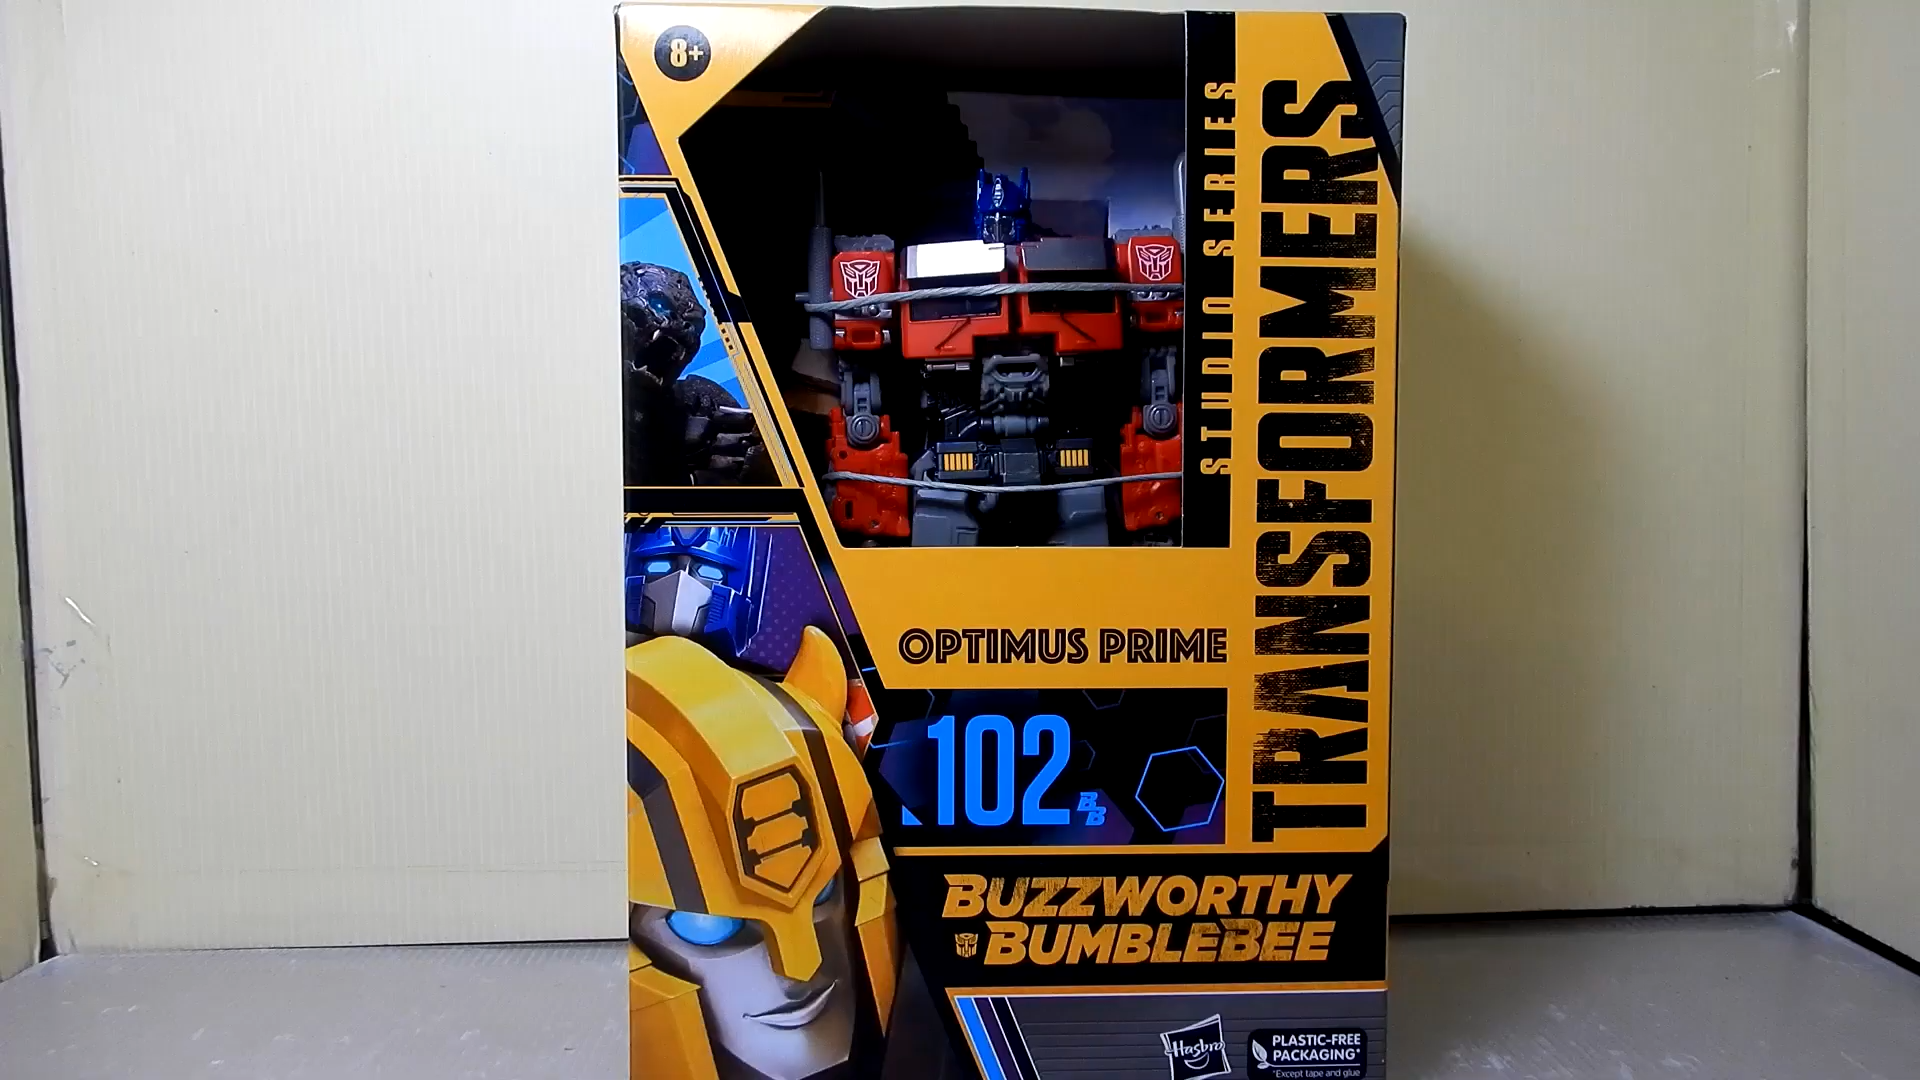 8+
STUDIO SERIES
TRANSFORMERS
OPTIMUS PRIME
102
BB
BUZZWORTHY
BUMBLEBEE
Hasbro
PLASTIC-FREE
PACKAGING*
*Except tape and glue